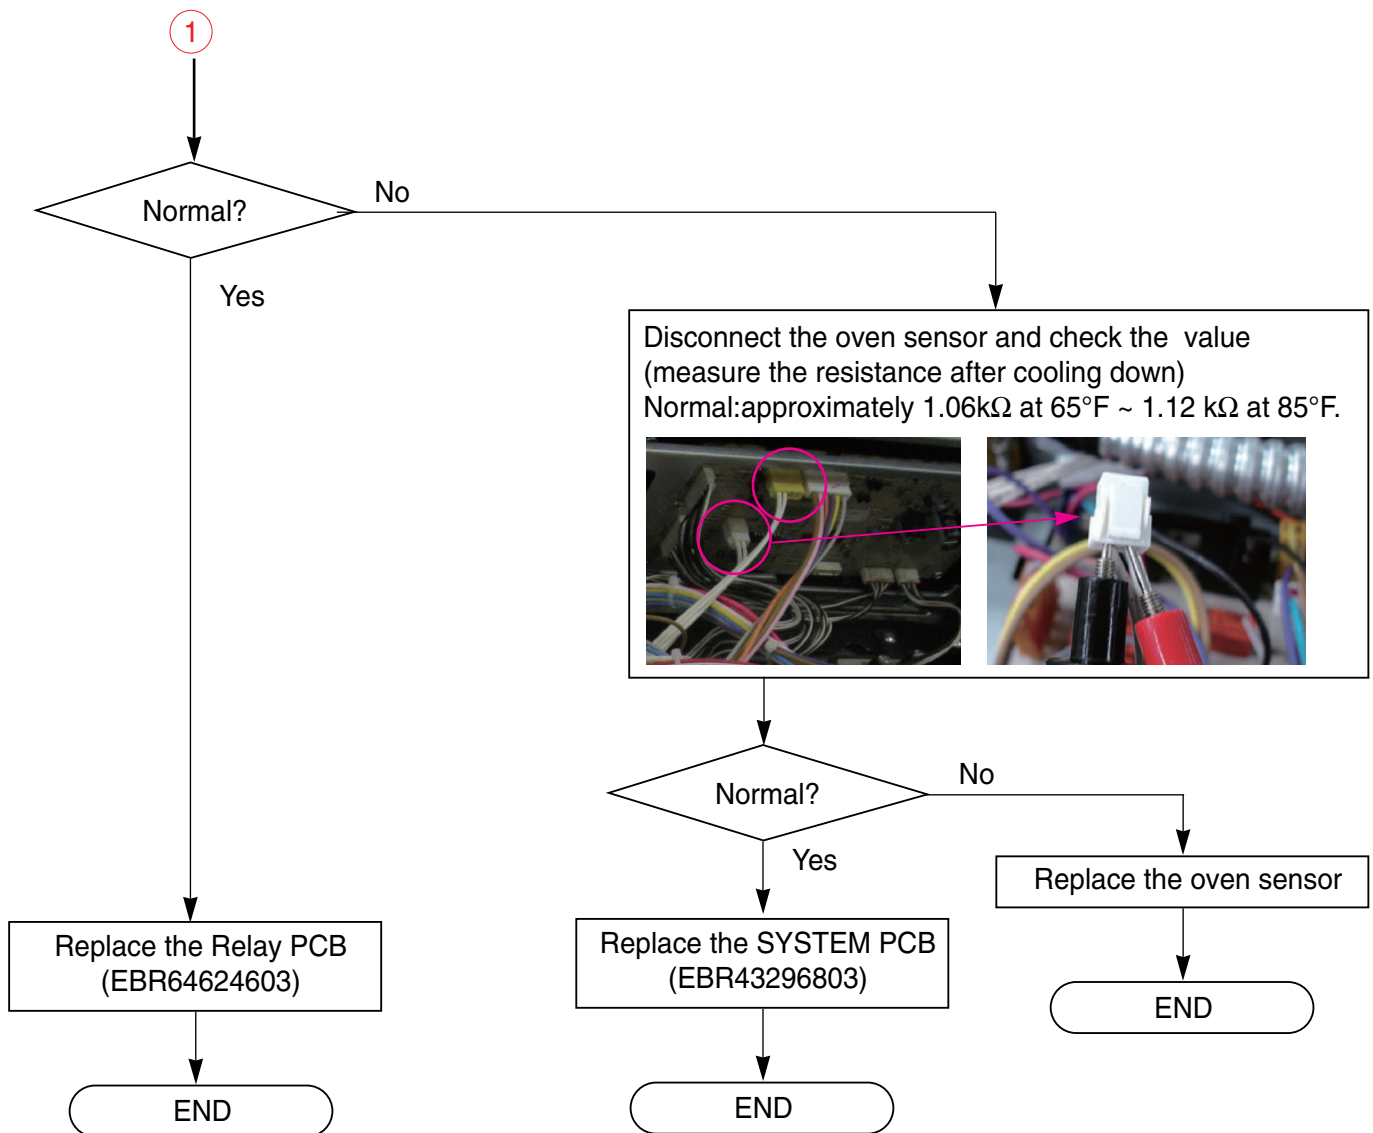 1
Normal?
No
Yes
Disconnect the oven sensor and check the  value
(measure the resistance after cooling down)
Normal:approximately 1.06kΩ at 65°F ~ 1.12 kΩ at 85°F.
Normal?
No
Yes
Replace the oven sensor
Replace the Relay PCB
(EBR64624603)
Replace the SYSTEM PCB
(EBR43296803)
END
END
END